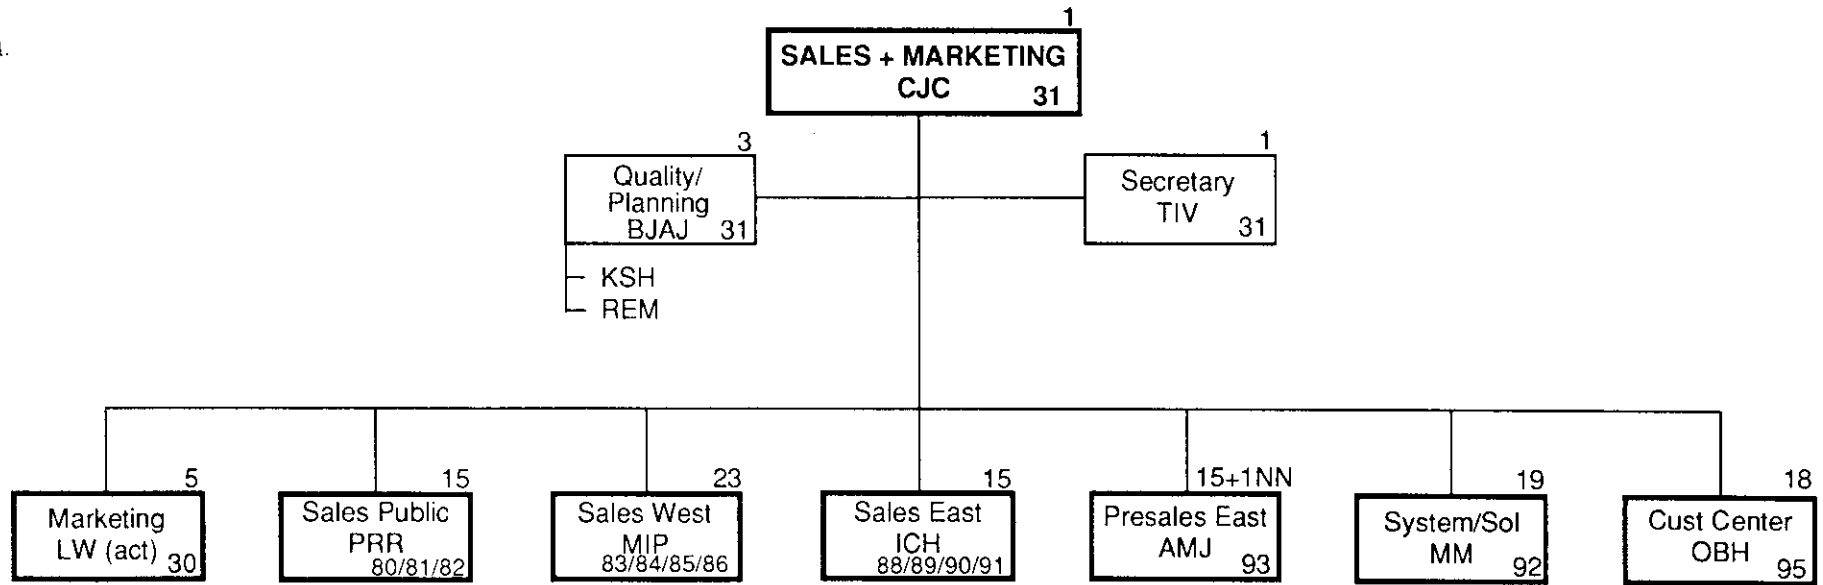 1
SALES + MARKETING
CJC 31
3
Quality/
Planning
BJAJ 31
KSH
REM
1
Secretary
TIV
31
5
Marketing
LW (act) 30
15
Sales Public
PRR
80/81/82
23
Sales West
MIP
83/84/85/86
15
Sales East
ICH
88/89/90/91
15+1NN
Presales East
AMJ
93
19
System/Sol
MM
92
18
Cust Center
OBH
95